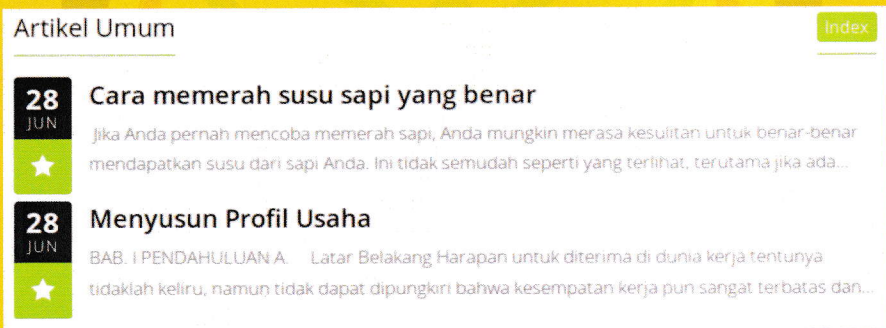 Artikel Umum
Index
28
JUN
Cara memerah susu sapi yang benar
Jika Anda pernah mencoba memerah sapi, Anda mungkin merasa kesulitan untuk benar-benar
mendapatkan susu dari sapi Anda. Ini tidak semudah seperti yang terlihat, terutama jika ada...
28
JUN
Menyusun Profil Usaha
BAB. I PENDAHULUAN A. Latar Belakang Harapan untuk diterima di dunia kerja tentunya
tidaklah keliru, namun tidak dapat dipungkiri bahwa kesempatan kerja pun sangat terbatas dan...